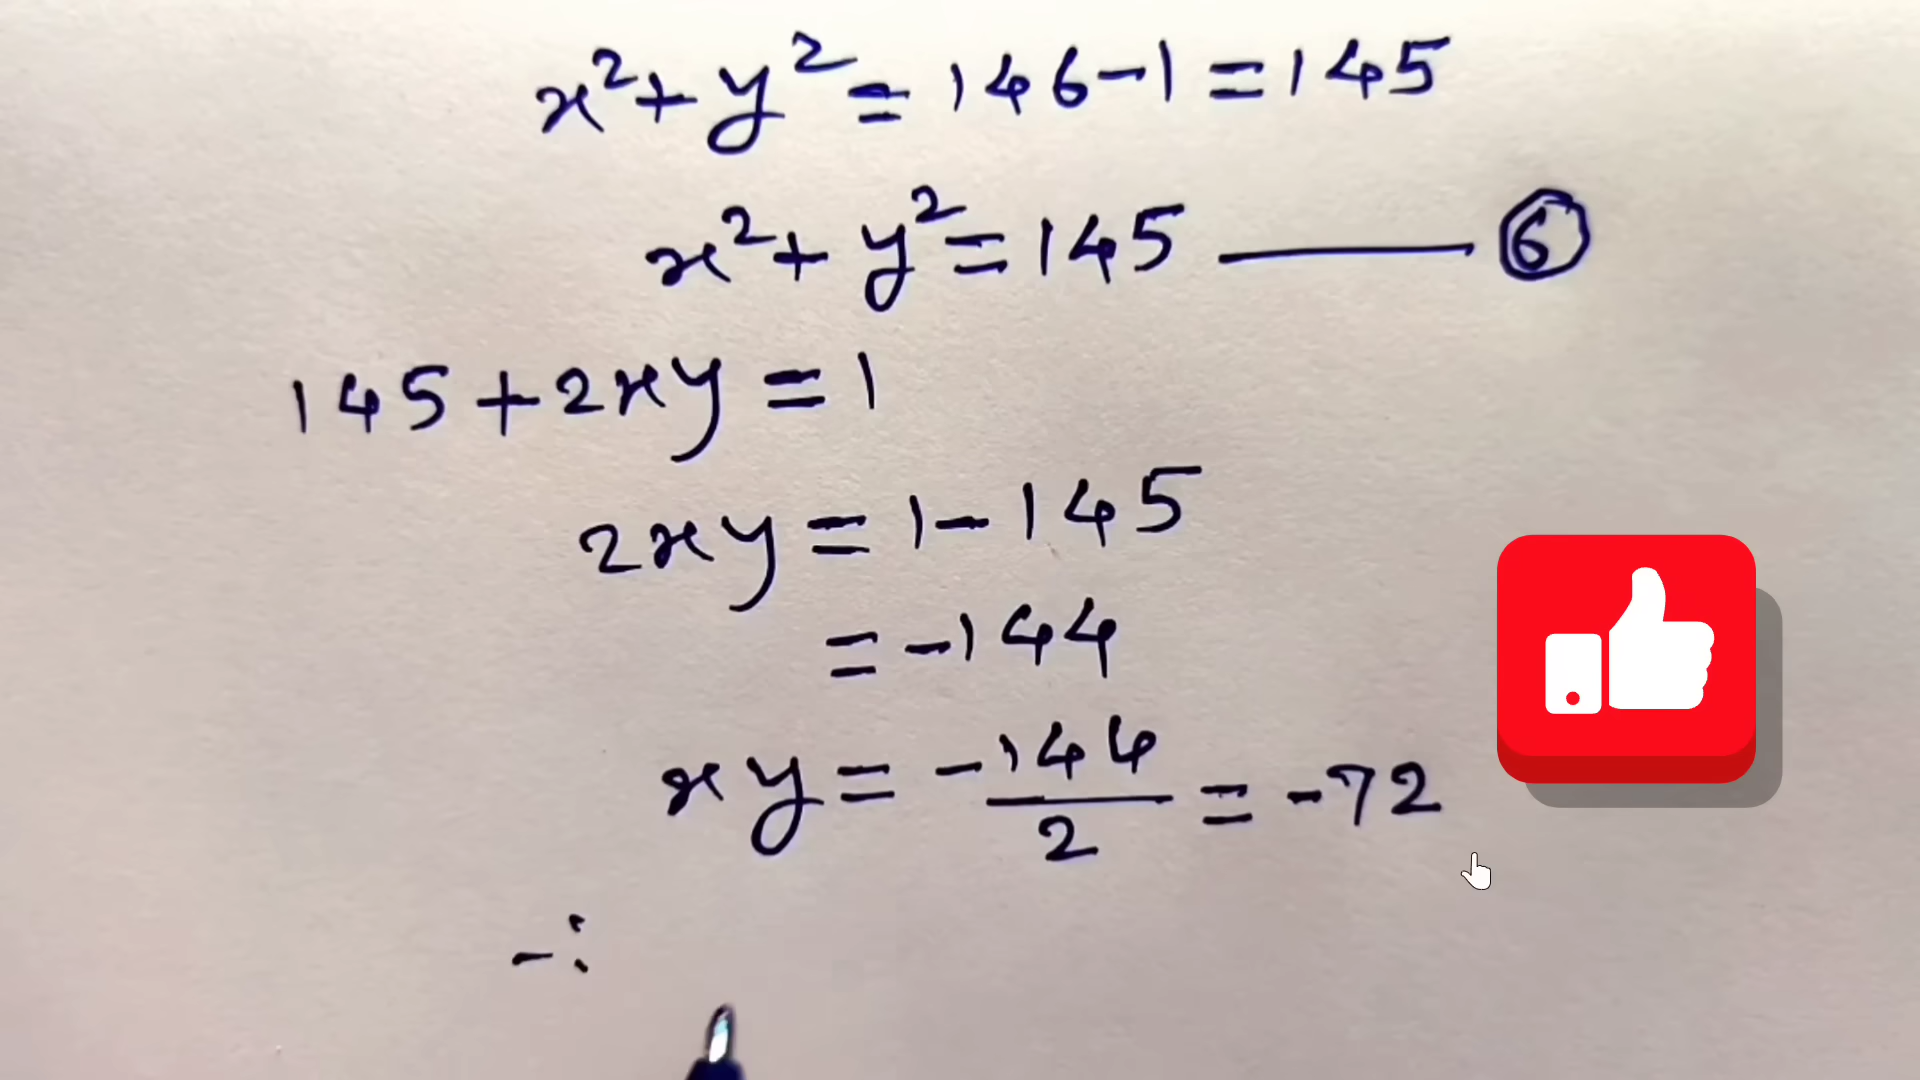 x² + y² = 146 - 1 = 145
x² + y² = 145 —— ⑥
145 + 2xy = 1
2xy = 1 - 145
= -144
xy = -144/2 = -72
- :